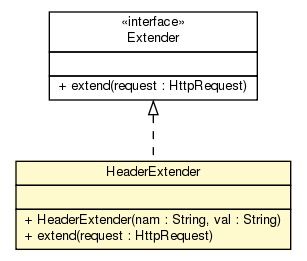 «interface»
Extender
+ extend(request : HttpRequest)
HeaderExtender
+ HeaderExtender(nam : String, val : String)
+ extend(request : HttpRequest)